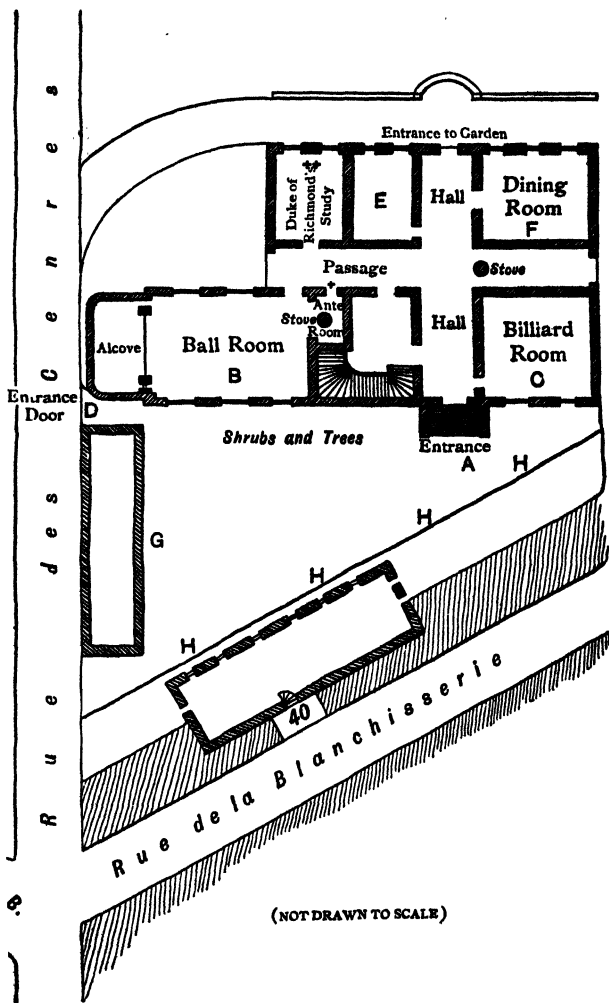 Entrance to Garden
Duke of
Richmond's
Study
E
Hall
Dining
Room
F
Passage
Stove
Ante
Room
Stove
Alcove
Ball Room
B
Hall
Billiard
Room
C
Entrance
Door
D
Shrubs and Trees
Entrance
A
H
H
H
H
G
40
Rue des Cendres
Rue de la Blanchisserie
B.
(NOT DRAWN TO SCALE)